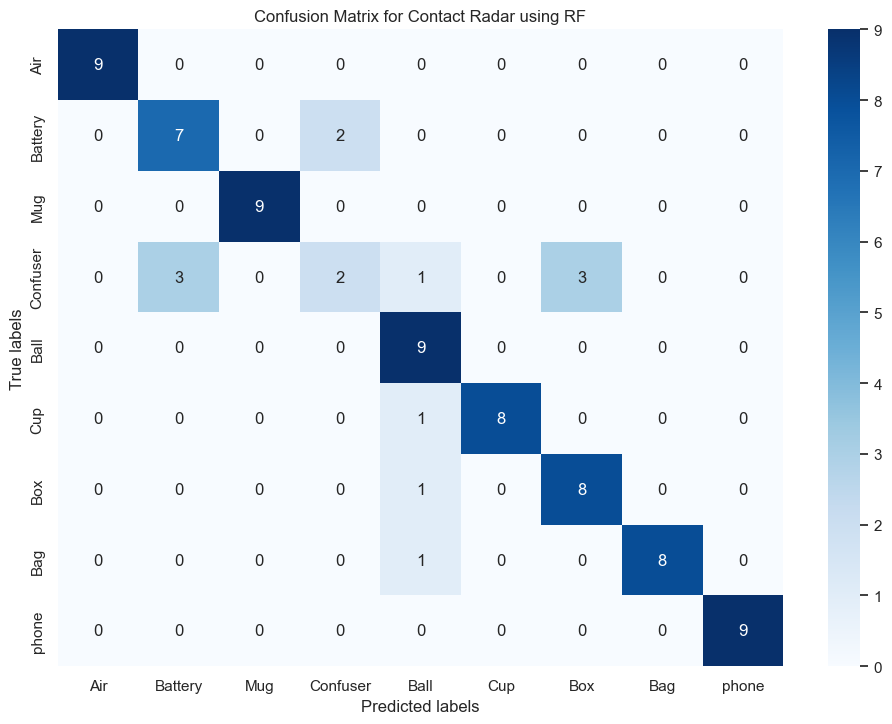 Confusion Matrix for Contact Radar using RF
Air 9 0 0 0 0 0 0 0 0
Battery 0 7 0 2 0 0 0 0 0
Mug 0 0 9 0 0 0 0 0 0
Confuser 0 3 0 2 1 0 3 0 0
Ball 0 0 0 0 9 0 0 0 0
Cup 0 0 0 0 1 8 0 0 0
Box 0 0 0 0 1 0 8 0 0
Bag 0 0 0 0 1 0 0 8 0
phone 0 0 0 0 0 0 0 0 9
True labels
Air Battery Mug Confuser Ball Cup Box Bag phone
Predicted labels
9
8
7
6
5
4
3
2
1
0